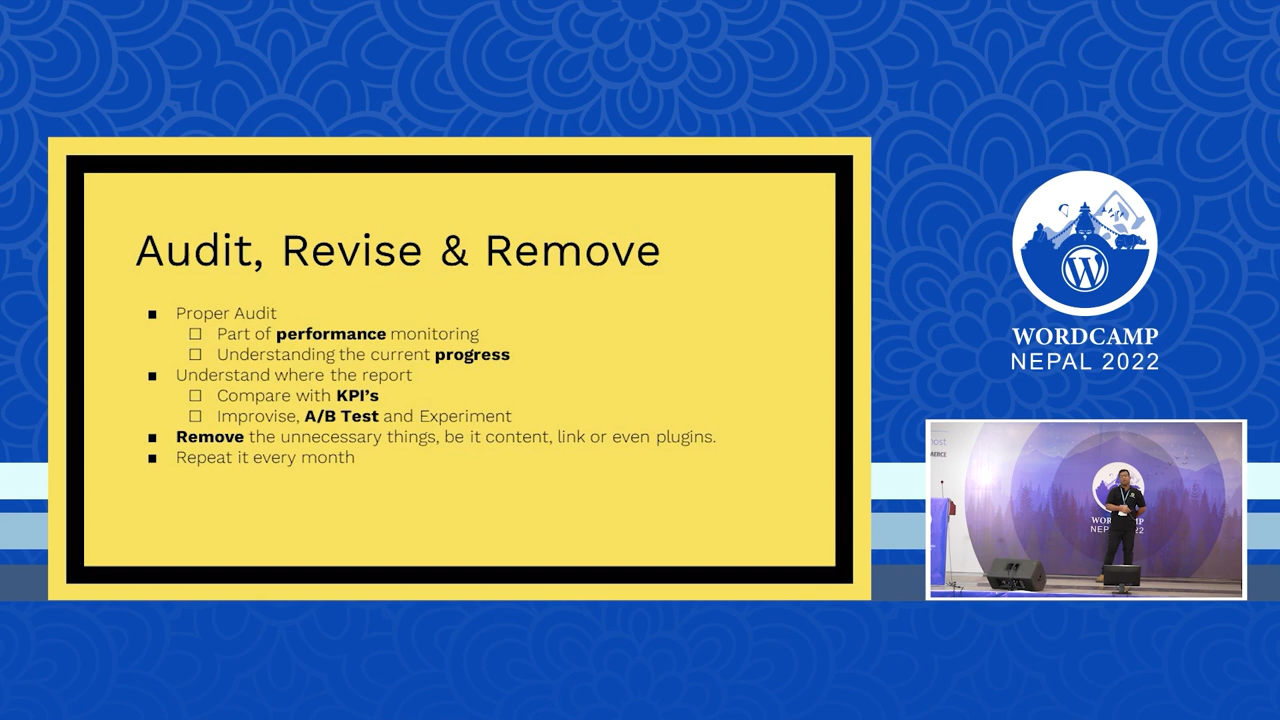 Audit, Revise & Remove
■ Proper Audit
☐ Part of performance monitoring
☐ Understanding the current progress
■ Understand where the report
☐ Compare with KPI’s
☐ Improvise, A/B Test and Experiment
■ Remove the unnecessary things, be it content, link or even plugins.
■ Repeat it every month
W
WORDCAMP
NEPAL 2022